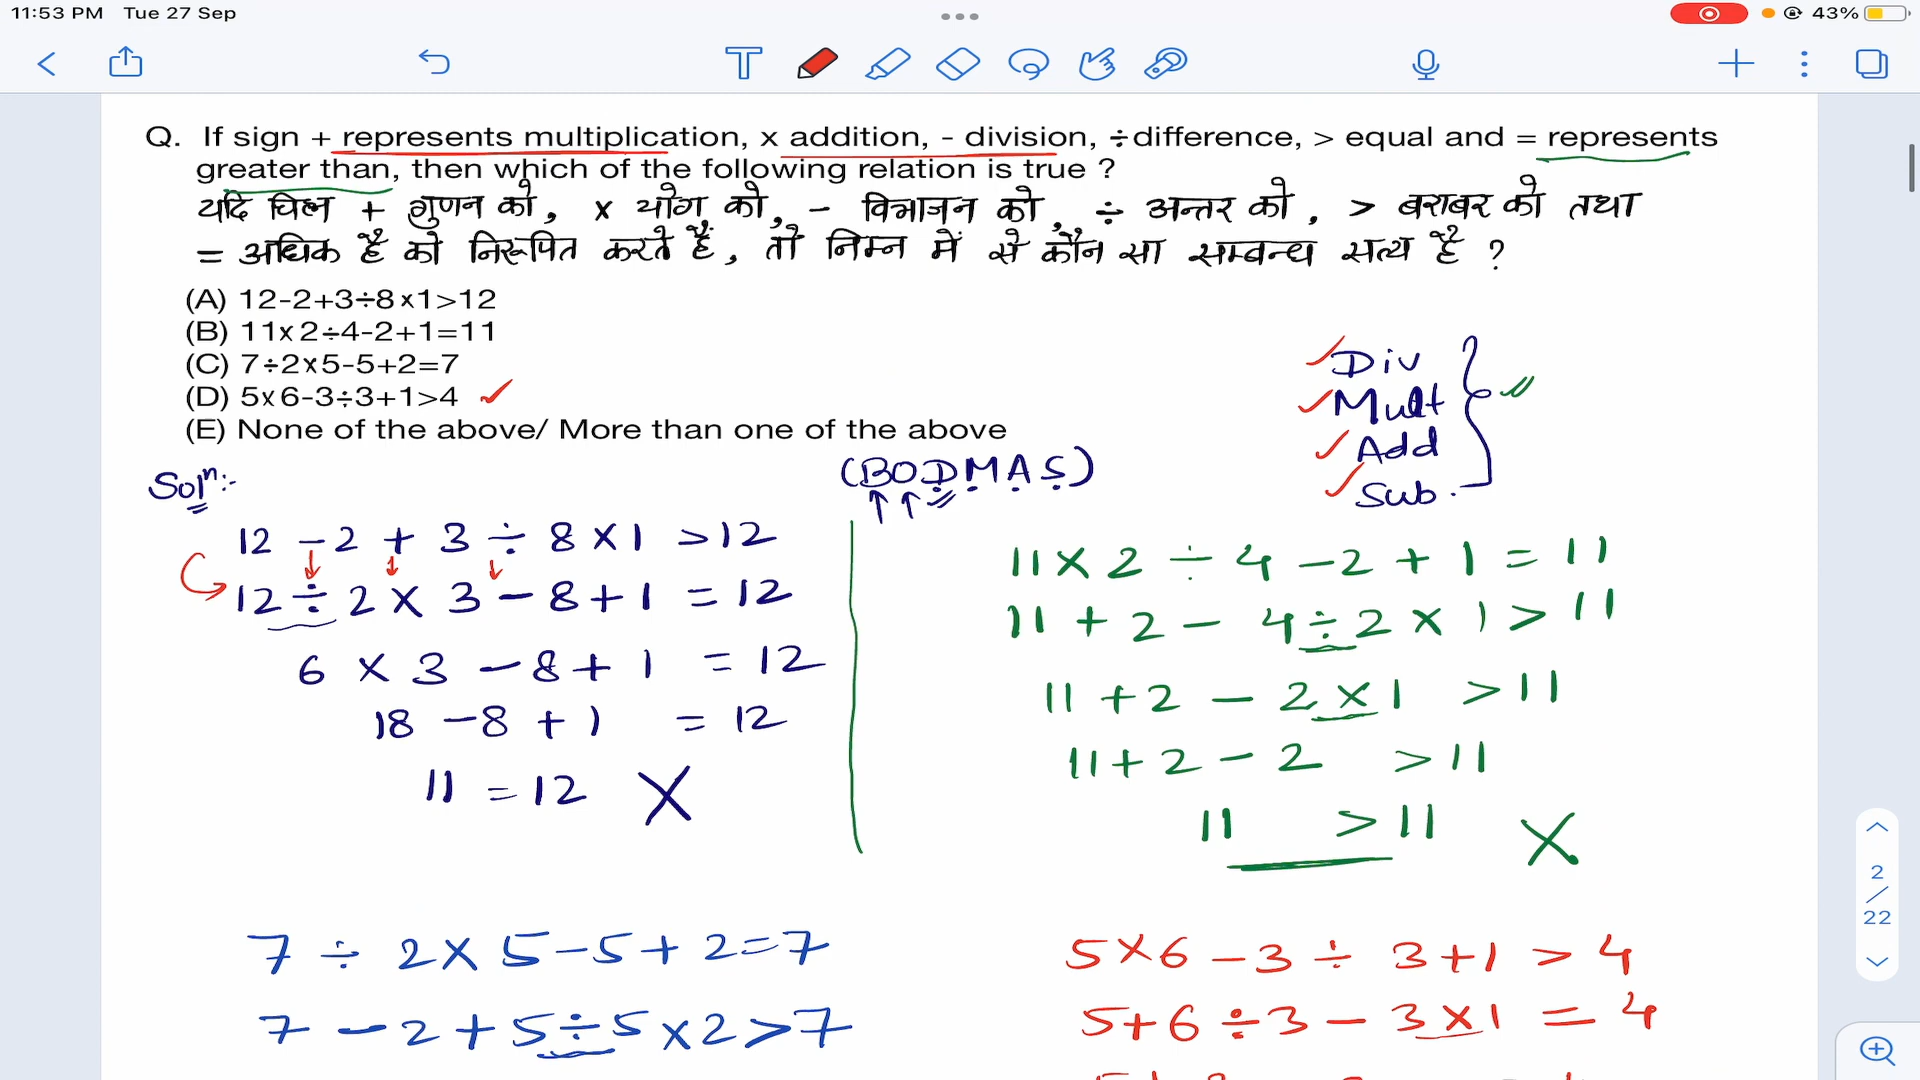 11:53 PM Tue 27 Sep
43%
Q. If sign + represents multiplication, x addition, - division, ÷difference, > equal and = represents
greater than, then which of the following relation is true ?
यदि चिह्न + गुणन को, x योग को, - विभाजन को, ÷ अन्तर को, > बराबर को तथा
= अधिक है को निरूपित करते हैं, तो निम्न में से कौन सा सम्बन्ध सत्य है ?
(A) 12-2+3÷8x1>12
(B) 11x2÷4-2+1=11
(C) 7÷2x5-5+2=7
(D) 5x6-3÷3+1>4 ✓
(E) None of the above/ More than one of the above
Div
Mult
Add
Sub.
(BODMAS)
Solⁿ:-
12 - 2 + 3 ÷ 8 × 1 > 12
12 ÷ 2 × 3 - 8 + 1 = 12
6 × 3 - 8 + 1 = 12
18 - 8 + 1 = 12
11 = 12 X
11 × 2 ÷ 4 - 2 + 1 = 11
11 + 2 - 4 ÷ 2 × 1 > 11
11 + 2 - 2 × 1 > 11
11 + 2 - 2 > 11
11 > 11 X
7 ÷ 2 × 5 - 5 + 2 = 7
7 - 2 + 5 ÷ 5 × 2 > 7
5 × 6 - 3 ÷ 3 + 1 > 4
5 + 6 ÷ 3 - 3 × 1 = 4
2
/
22